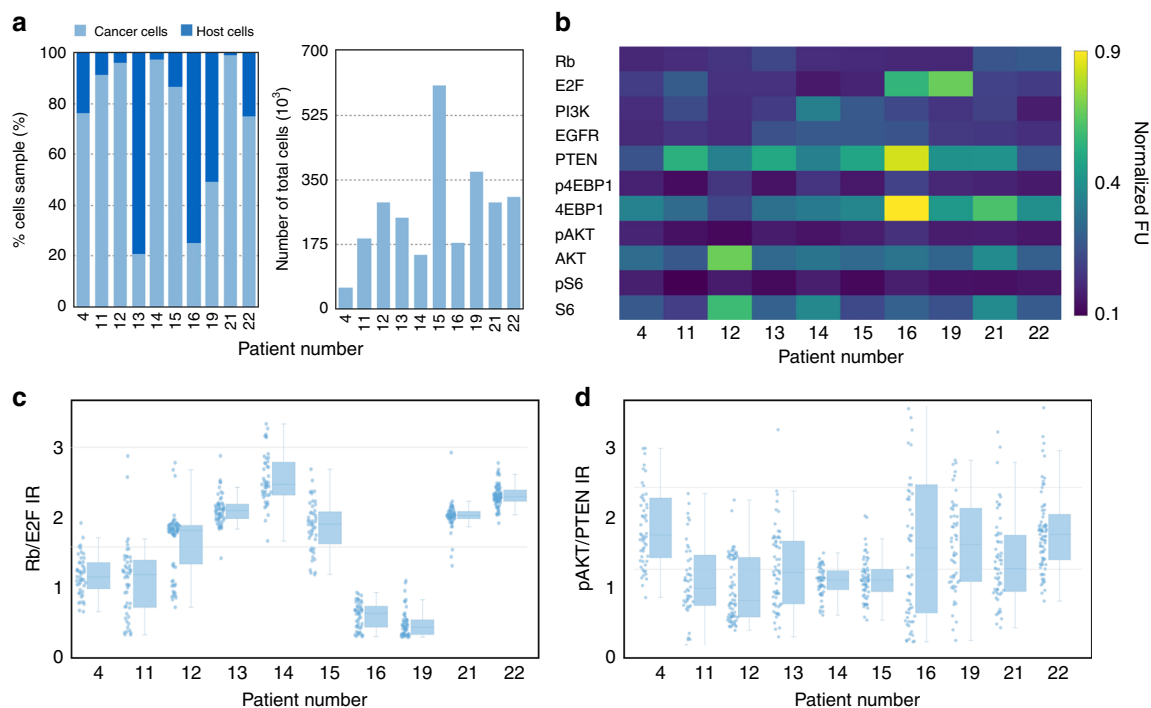 a
Cancer cells Host cells
% cells sample (%)
100
80
60
40
20
0
4 11 12 13 14 15 16 19 21 22
Number of total cells (10³)
700
525
350
175
0
4 11 12 13 14 15 16 19 21 22
Patient number
b
Rb
E2F
PI3K
EGFR
PTEN
p4EBP1
4EBP1
pAKT
AKT
pS6
S6
4 11 12 13 14 15 16 19 21 22
Patient number
0.9
0.4
0.1
Normalized FU
c
Rb/E2F IR
3
2
1
0
4 11 12 13 14 15 16 19 21 22
Patient number
d
pAKT/PTEN IR
3
2
1
0
4 11 12 13 14 15 16 19 21 22
Patient number